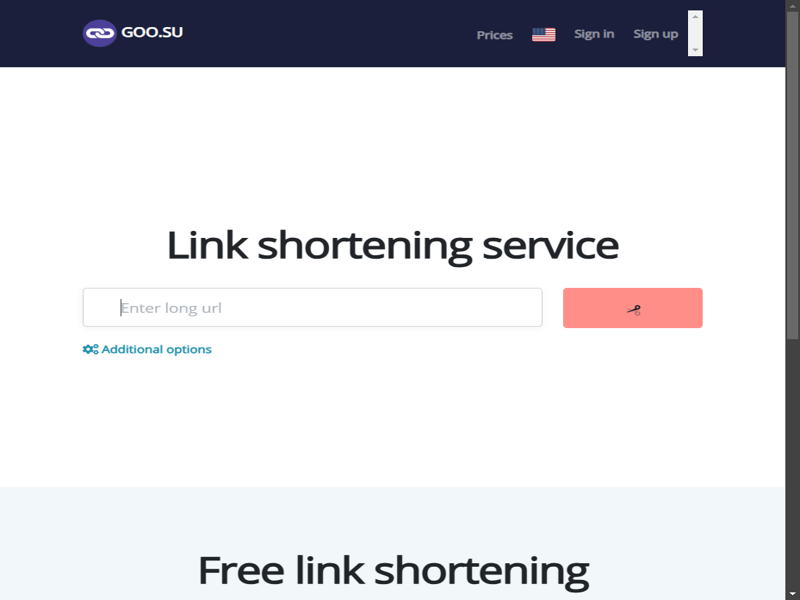 GOO.SU
Prices
Sign in
Sign up
Link shortening service
Enter long url
Additional options
Free link shortening